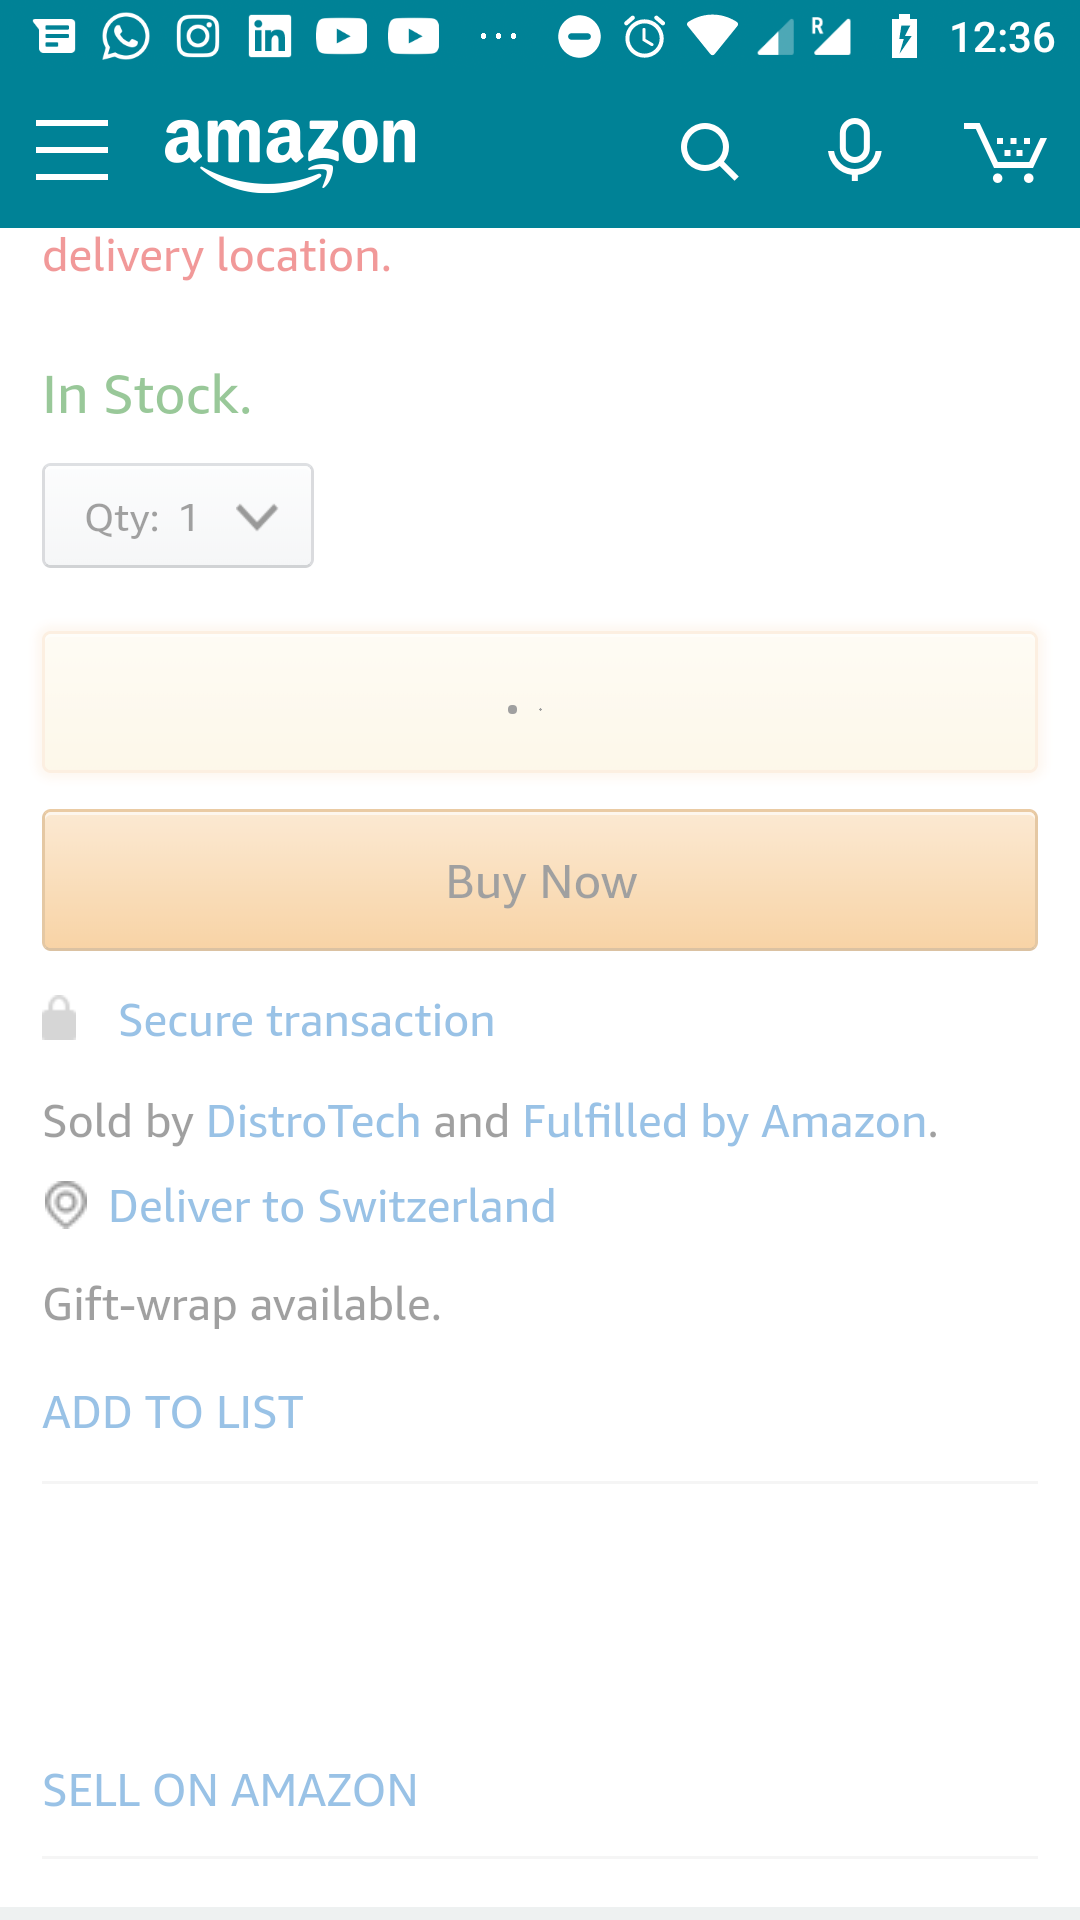 R
12:36
amazon
delivery location.
In Stock.
Qty: 1
Buy Now
Secure transaction
Sold by DistroTech and Fulfilled by Amazon.
Deliver to Switzerland
Gift-wrap available.
ADD TO LIST
SELL ON AMAZON